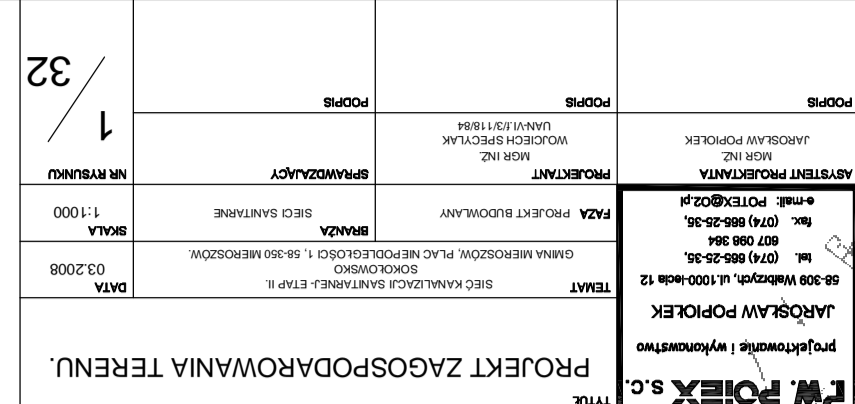 F.W. POTEX S.C.
projektowanie i wykonawstwo
JAROSŁAW POPIOŁEK
58-309 Wałbrzych, ul.1000-lecia 12
tel. (074) 665-25-35,
607 098 364
fax. (074) 665-25-35,
e-mail: POTEX@O2.pl
TYTUŁ
PROJEKT ZAGOSPODAROWANIA TERENU.
TEMAT
SIEĆ KANALIZACJI SANITARNEJ- ETAP II.
SOKOŁOWSKO
GMINA MIEROSZÓW, PLAC NIEPODLEGŁOŚCI 1, 58-350 MIEROSZÓW.
DATA
03.2008
FAZA PROJEKT BUDOWLANY
BRANŻA
SIECI SANITARNE
SKALA
1:1000
ASYSTENT PROJEKTANTA
MGR INŻ.
JAROSŁAW POPIOŁEK
PODPIS
PROJEKTANT
MGR INŻ.
WOJCIECH SPECYLAK
UAN-VI.f/3/118/84
PODPIS
SPRAWDZAJĄCY
PODPIS
NR RYSUNKU
1/32